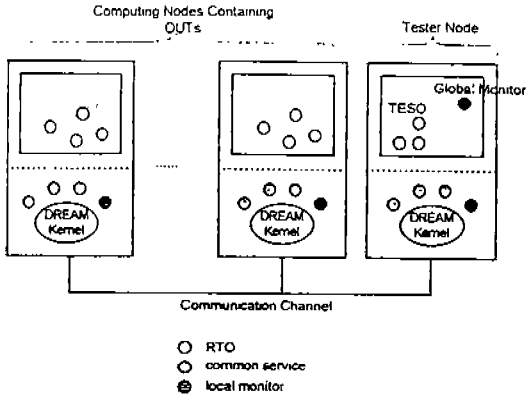 Computing Nodes Containing
OUTs
Tester Node
Global Monitor
TESO
DREAM
Kernel
......
DREAM
Kernel
DREAM
Kernel
Communication Channel
RTO
common service
local monitor